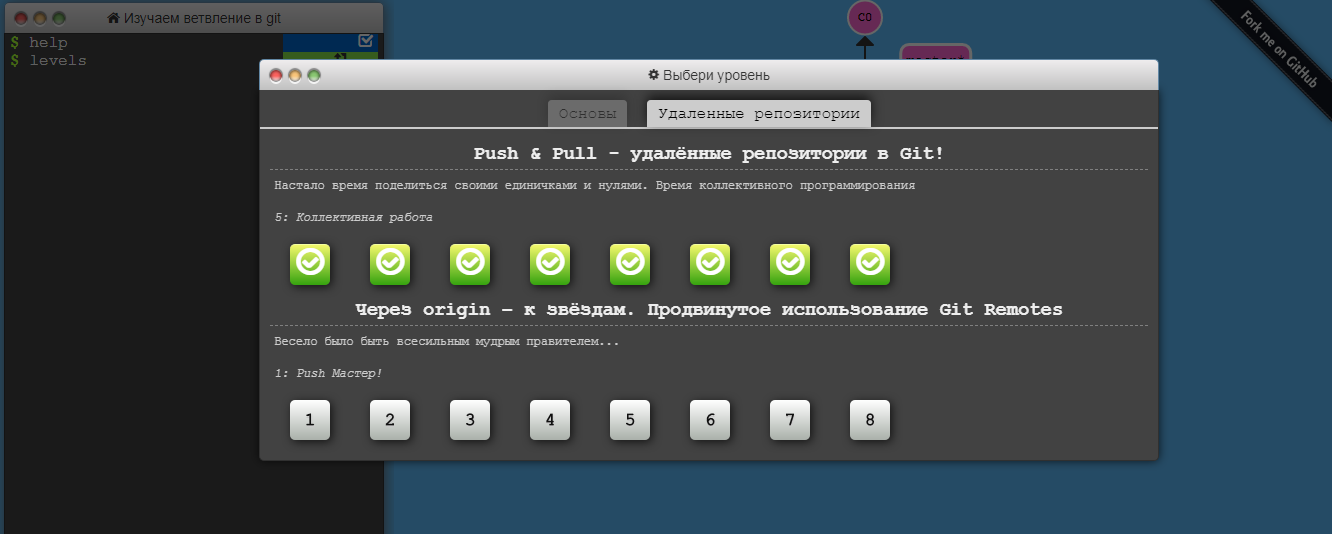 Изучаем ветвление в git
$ help
$ levels
C0
Fork me on GitHub
Выбери уровень
Основы
Удаленные репозитории
Push & Pull - удалённые репозитории в Git!
Настало время поделиться своими единичками и нулями. Время коллективного программирования
5: Коллективная работа
Через origin – к звёздам. Продвинутое использование Git Remotes
Весело было быть всесильным мудрым правителем...
1: Push Мастер!
1 2 3 4 5 6 7 8